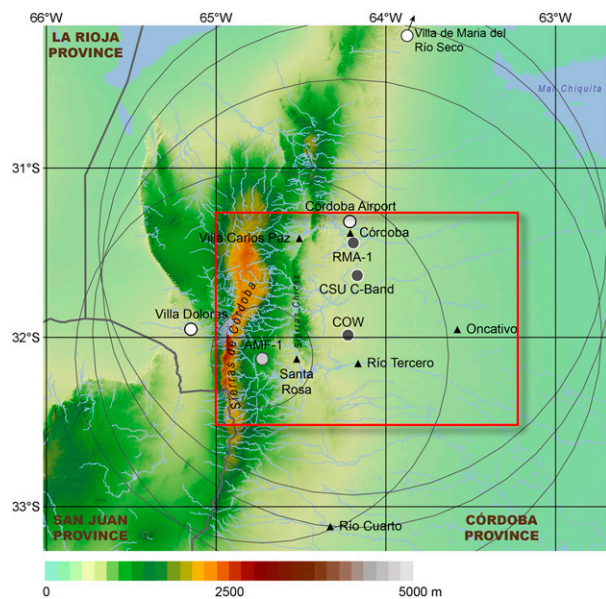 66°W
65°W
64°W
63°W
LA RIOJA
PROVINCE
Villa de Maria del
Río Seco
Mar Chiquita
31°S
Córdoba Airport
Villa Carlos Paz
Córdoba
RMA-1
CSU C-Band
Sierras de Córdoba
Sierras Chicas
Villa Dolores
COW
Oncativo
32°S
AMF-1
Santa
Rosa
Río Tercero
33°S
SAN JUAN
PROVINCE
Río Cuarto
CÓRDOBA
PROVINCE
0
2500
5000 m